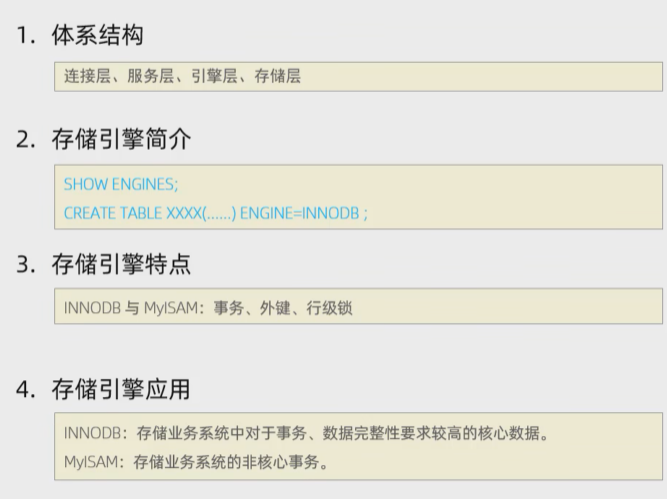 1. 体系结构
连接层、服务层、引擎层、存储层
2. 存储引擎简介
SHOW ENGINES;
CREATE TABLE XXXX(......) ENGINE=INNODB ;
3. 存储引擎特点
INNODB 与 MyISAM：事务、外键、行级锁
4. 存储引擎应用
INNODB：存储业务系统中对于事务、数据完整性要求较高的核心数据。
MyISAM：存储业务系统的非核心事务。